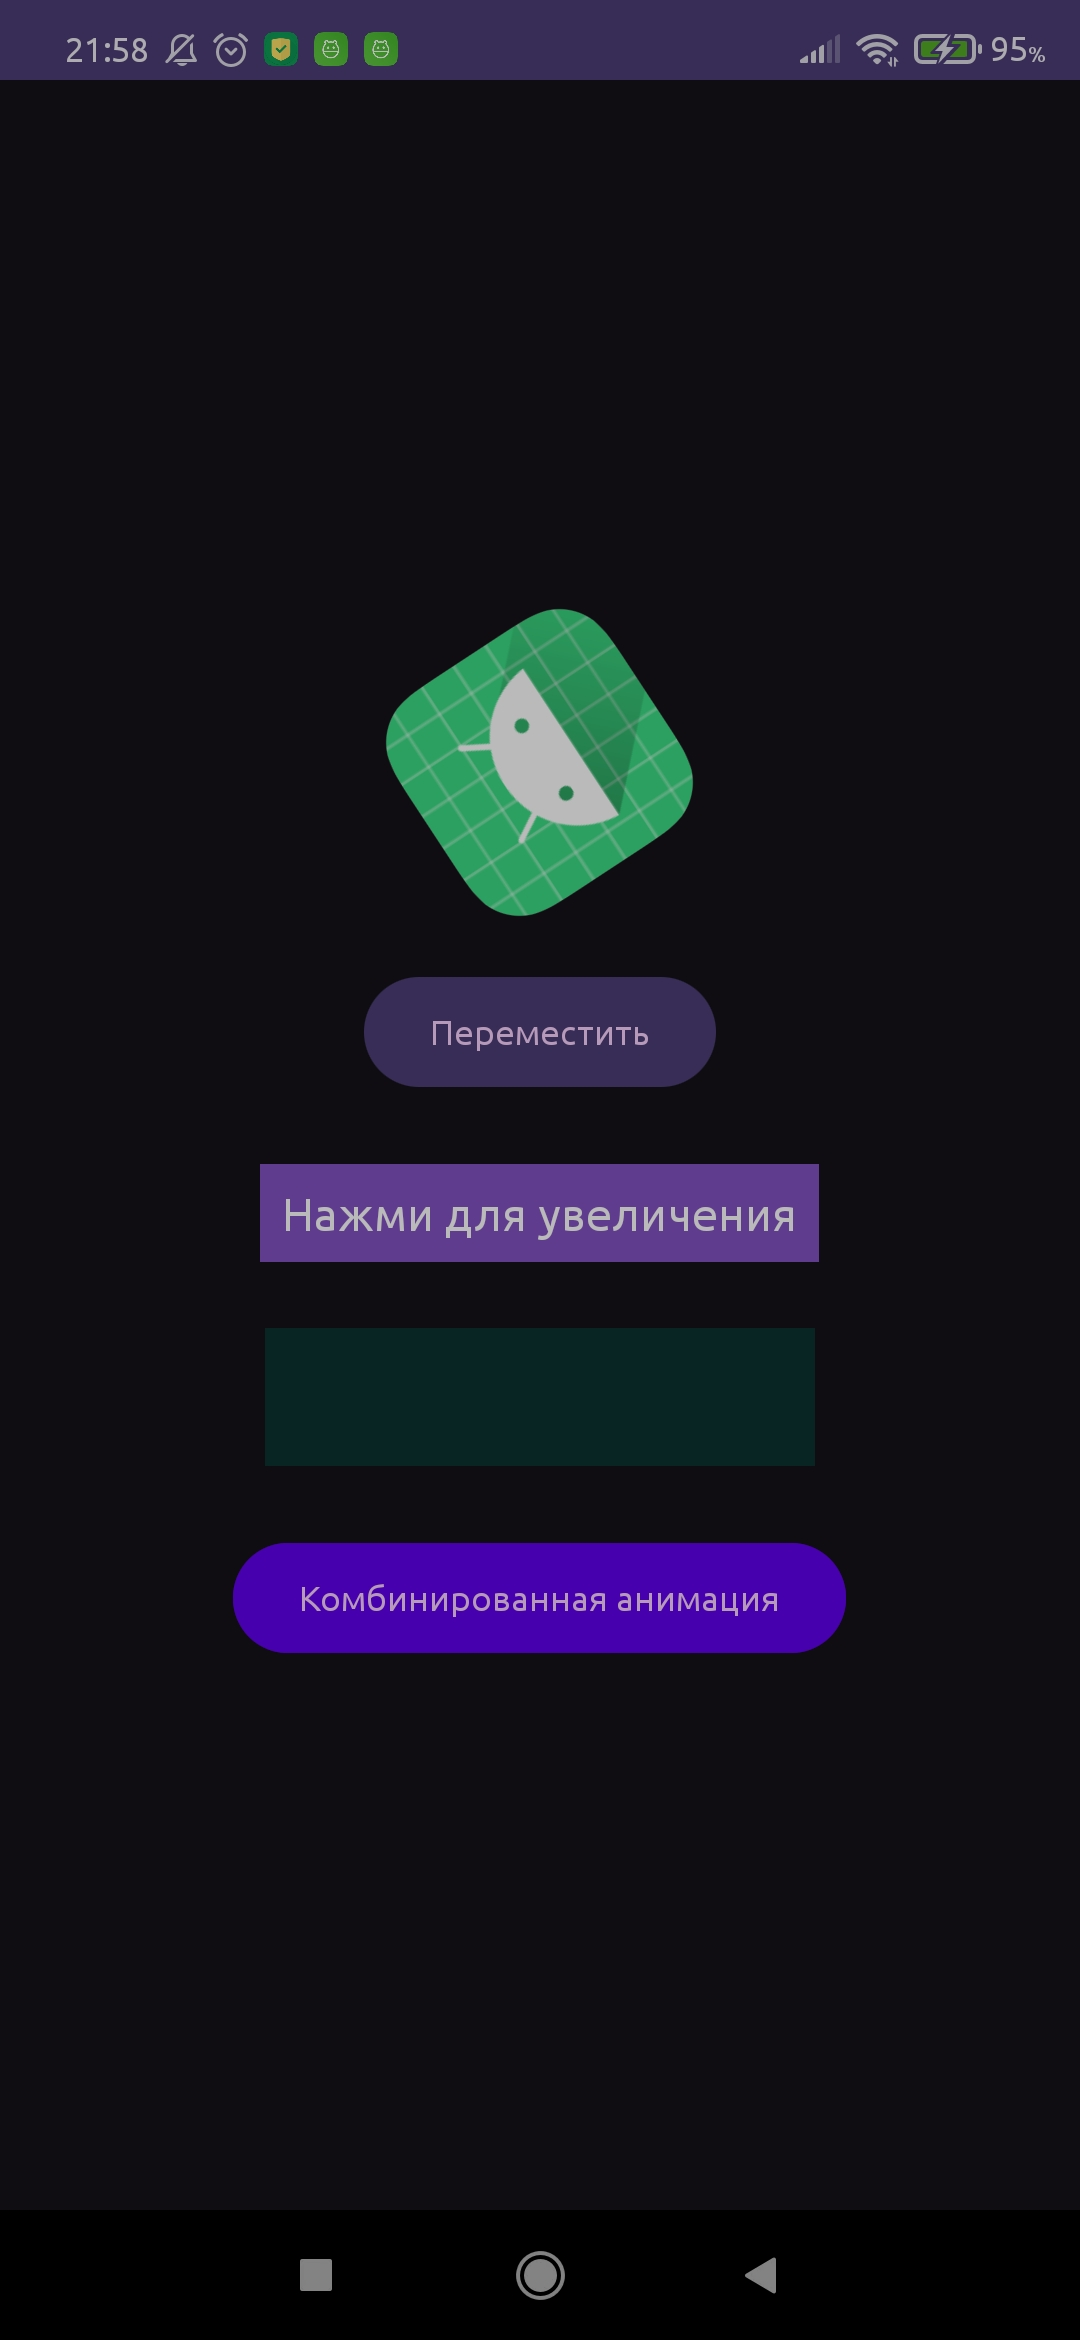 21:58 95%
Переместить
Нажми для увеличения
Комбинированная анимация